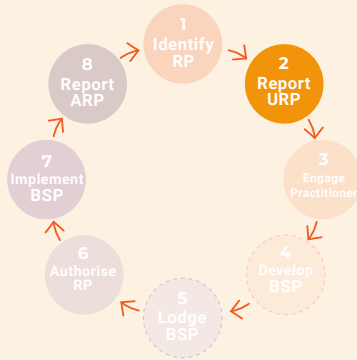 1
Identify
RP
2
Report
URP
3
Engage
Practitioner
4
Develop
BSP
5
Lodge
BSP
6
Authorise
RP
7
Implement
BSP
8
Report
ARP